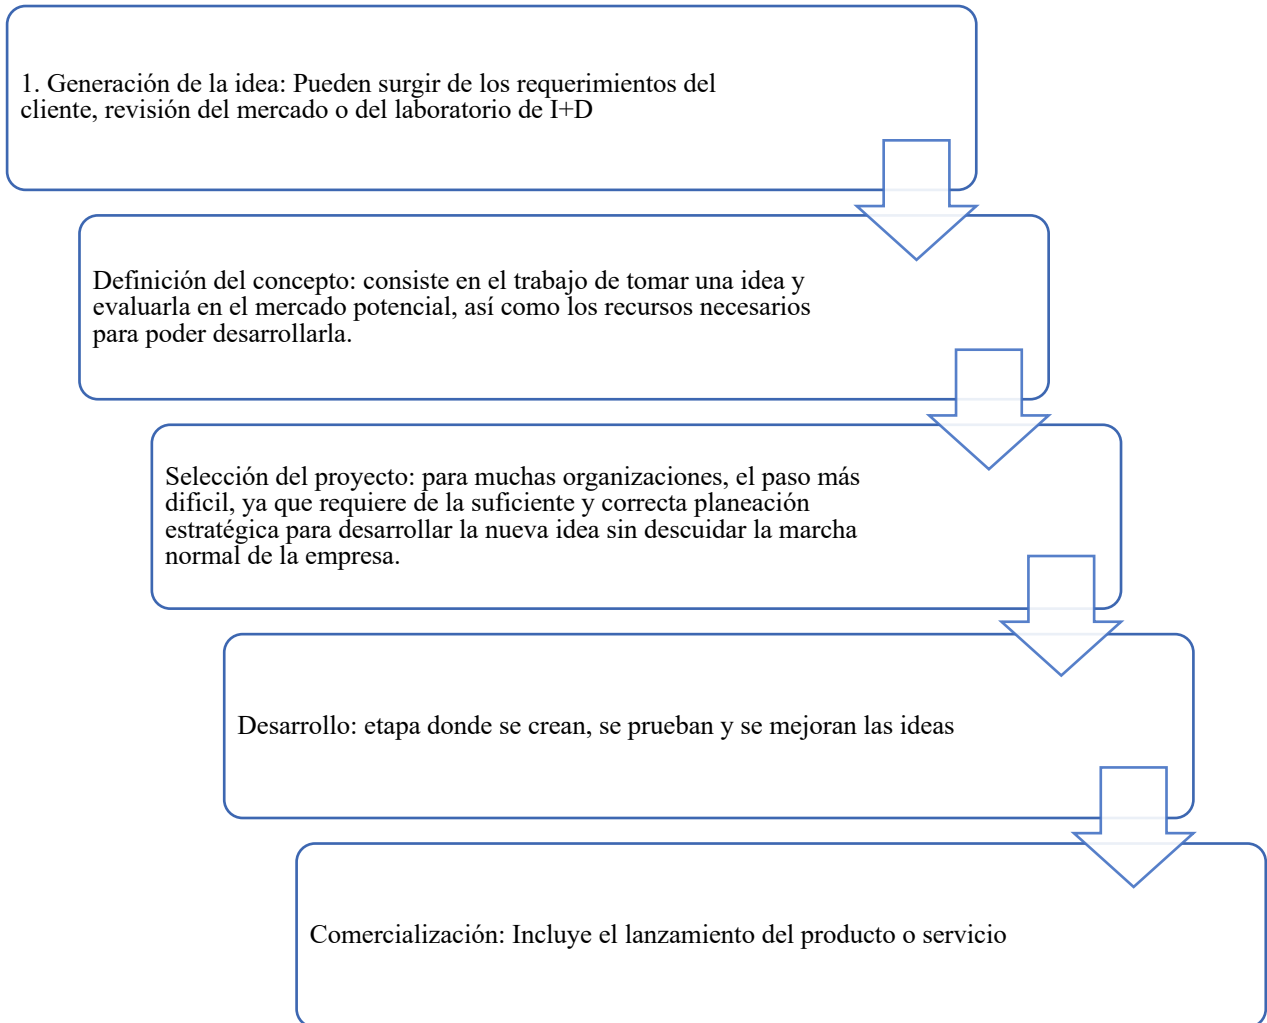 1. Generación de la idea: Pueden surgir de los requerimientos del
cliente, revisión del mercado o del laboratorio de I+D
Definición del concepto: consiste en el trabajo de tomar una idea y
evaluarla en el mercado potencial, así como los recursos necesarios
para poder desarrollarla.
Selección del proyecto: para muchas organizaciones, el paso más
dificil, ya que requiere de la suficiente y correcta planeación
estratégica para desarrollar la nueva idea sin descuidar la marcha
normal de la empresa.
Desarrollo: etapa donde se crean, se prueban y se mejoran las ideas
Comercialización: Incluye el lanzamiento del producto o servicio